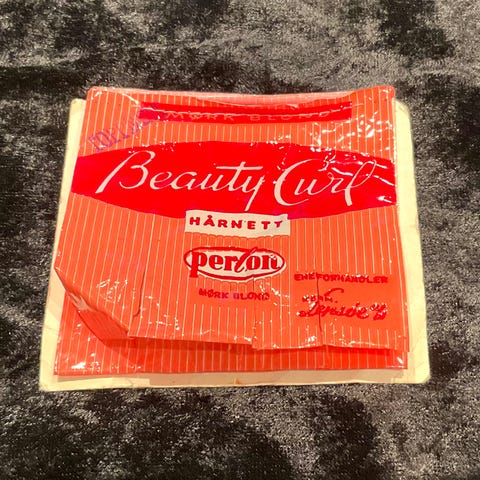 MØRK BLOND
Beauty Curl
HÅRNETT
perlon
MØRK BLOND
ENEFORHANDLER